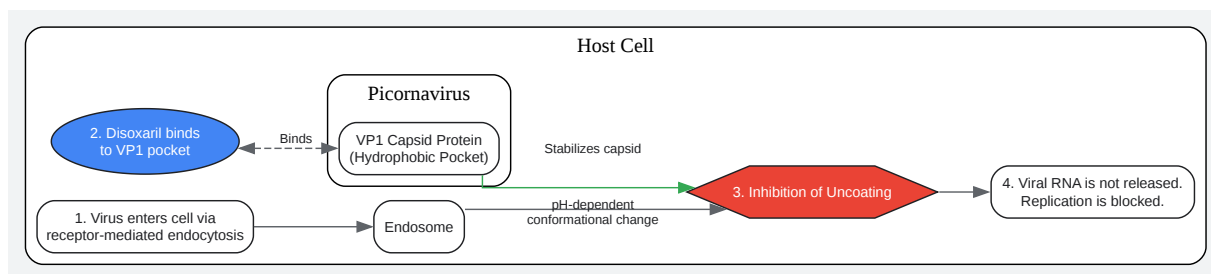 Host Cell
Picornavirus
2. Disoxaril binds
to VP1 pocket
Binds
VP1 Capsid Protein
(Hydrophobic Pocket)
Stabilizes capsid
3. Inhibition of Uncoating
4. Viral RNA is not released.
Replication is blocked.
1. Virus enters cell via
receptor-mediated endocytosis
Endosome
pH-dependent
conformational change